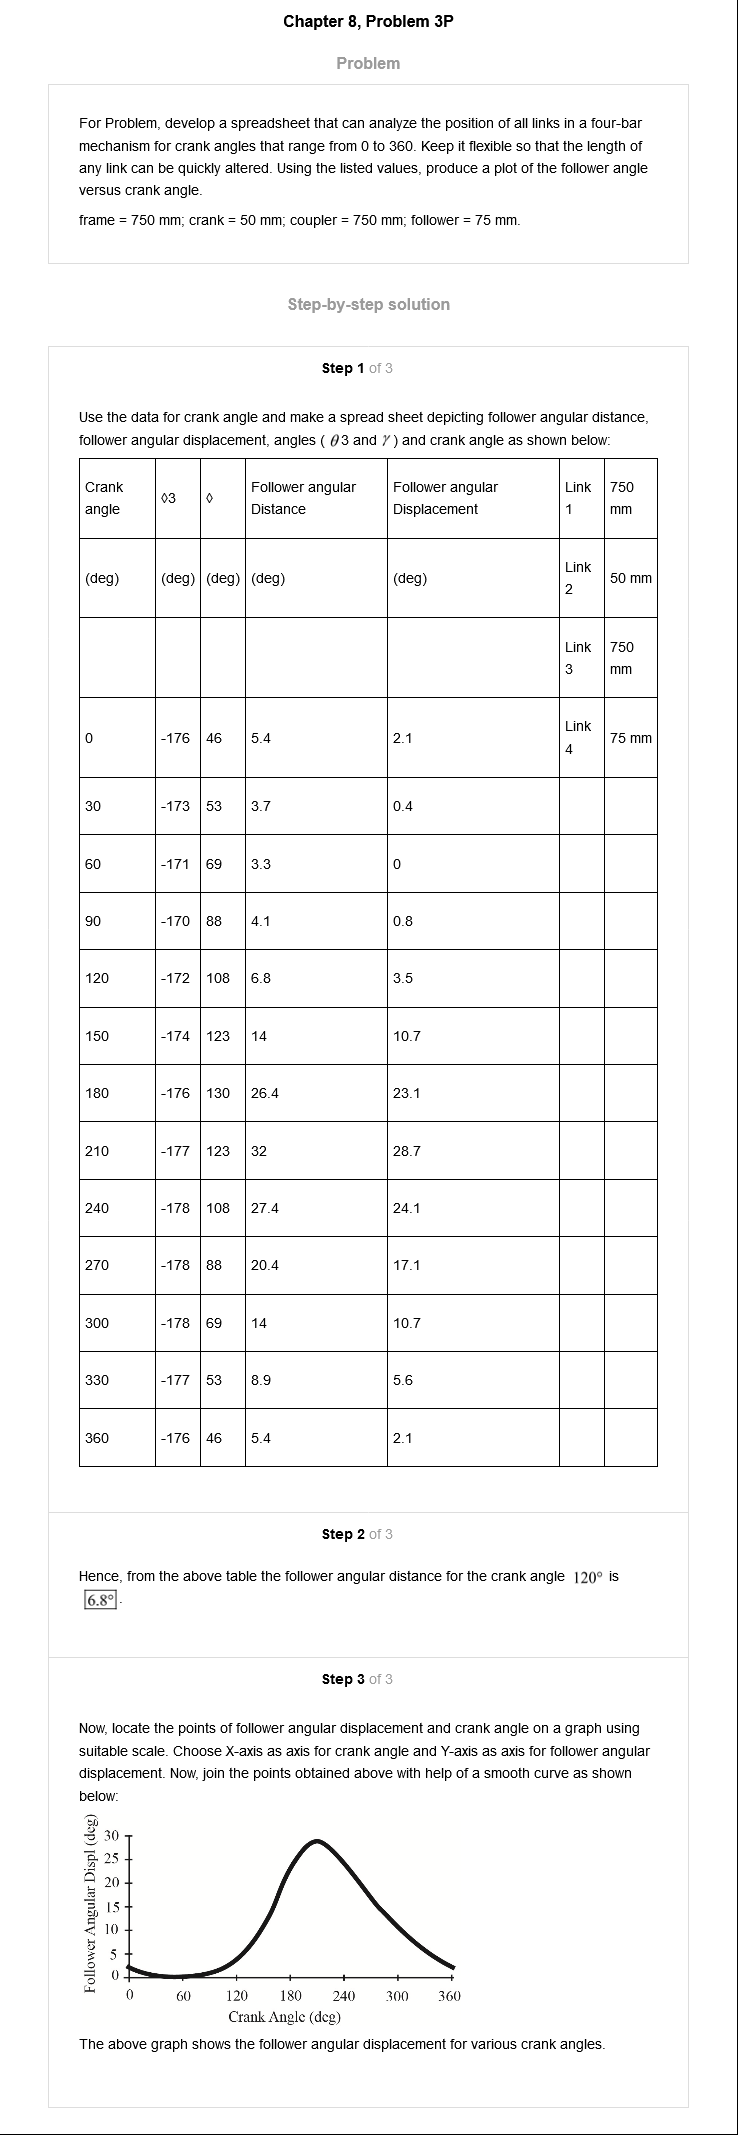 Chapter 8, Problem 3P
Problem
For Problem, develop a spreadsheet that can analyze the position of all links in a four-bar
mechanism for crank angles that range from 0 to 360. Keep it flexible so that the length of
any link can be quickly altered. Using the listed values, produce a plot of the follower angle
versus crank angle.
frame = 750 mm; crank = 50 mm; coupler = 750 mm; follower = 75 mm.
Step-by-step solution
Step 1 of 3
Use the data for crank angle and make a spread sheet depicting follower angular distance,
follower angular displacement, angles ( θ3 and γ ) and crank angle as shown below:
Crank angle ◊3 ◊ Follower angular Distance Follower angular Displacement Link 1 750 mm
(deg) (deg) (deg) (deg) (deg) Link 2 50 mm
Link 3 750 mm
0 -176 46 5.4 2.1 Link 4 75 mm
30 -173 53 3.7 0.4
60 -171 69 3.3 0
90 -170 88 4.1 0.8
120 -172 108 6.8 3.5
150 -174 123 14 10.7
180 -176 130 26.4 23.1
210 -177 123 32 28.7
240 -178 108 27.4 24.1
270 -178 88 20.4 17.1
300 -178 69 14 10.7
330 -177 53 8.9 5.6
360 -176 46 5.4 2.1
Step 2 of 3
Hence, from the above table the follower angular distance for the crank angle 120° is
6.8° .
Step 3 of 3
Now, locate the points of follower angular displacement and crank angle on a graph using
suitable scale. Choose X-axis as axis for crank angle and Y-axis as axis for follower angular
displacement. Now, join the points obtained above with help of a smooth curve as shown
below:
Follower Angular Displ (deg)
30
25
20
15
10
5
0
0 60 120 180 240 300 360
Crank Angle (deg)
The above graph shows the follower angular displacement for various crank angles.